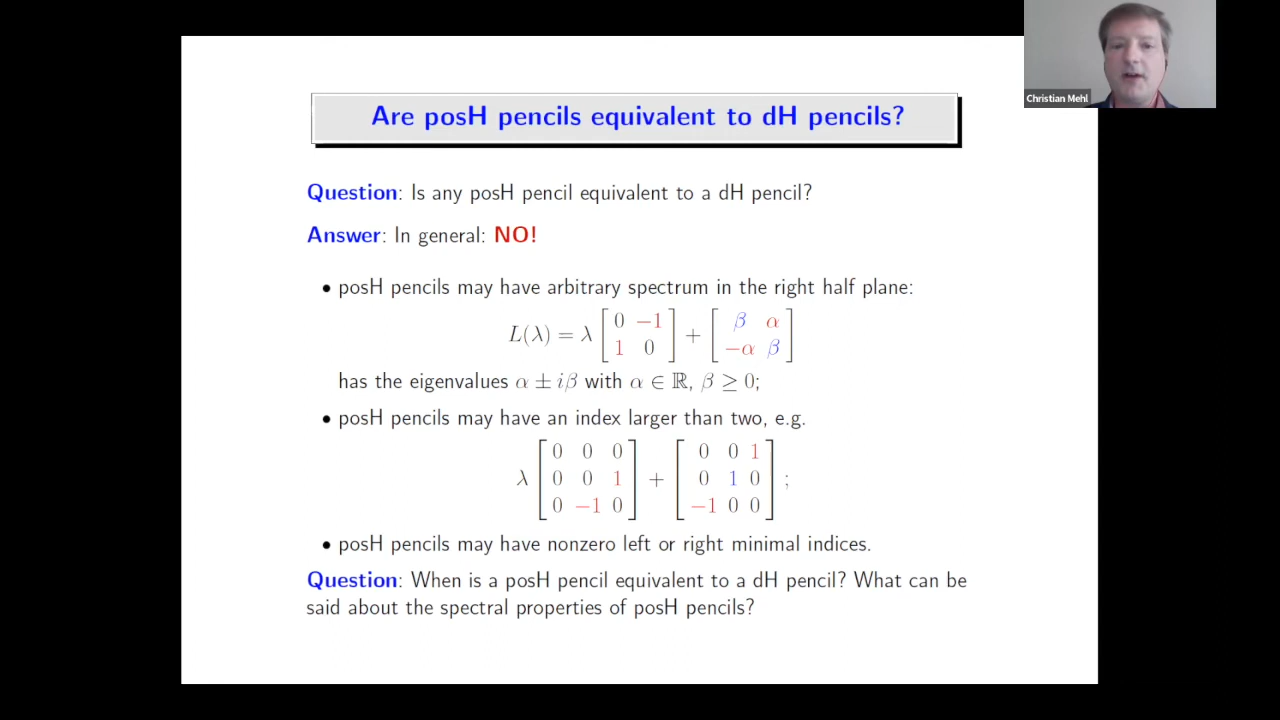 Christian Mehl
Are posH pencils equivalent to dH pencils?
Question: Is any posH pencil equivalent to a dH pencil?
Answer: In general: NO!
• posH pencils may have arbitrary spectrum in the right half plane:
L(λ) = λ [ 0 −1 ; 1 0 ] + [ β α ; −α β ]
has the eigenvalues α ± iβ with α ∈ ℝ, β ≥ 0;
• posH pencils may have an index larger than two, e.g.
λ [ 0 0 0 ; 0 0 1 ; 0 −1 0 ] + [ 0 0 1 ; 0 1 0 ; −1 0 0 ] ;
• posH pencils may have nonzero left or right minimal indices.
Question: When is a posH pencil equivalent to a dH pencil? What can be
said about the spectral properties of posH pencils?